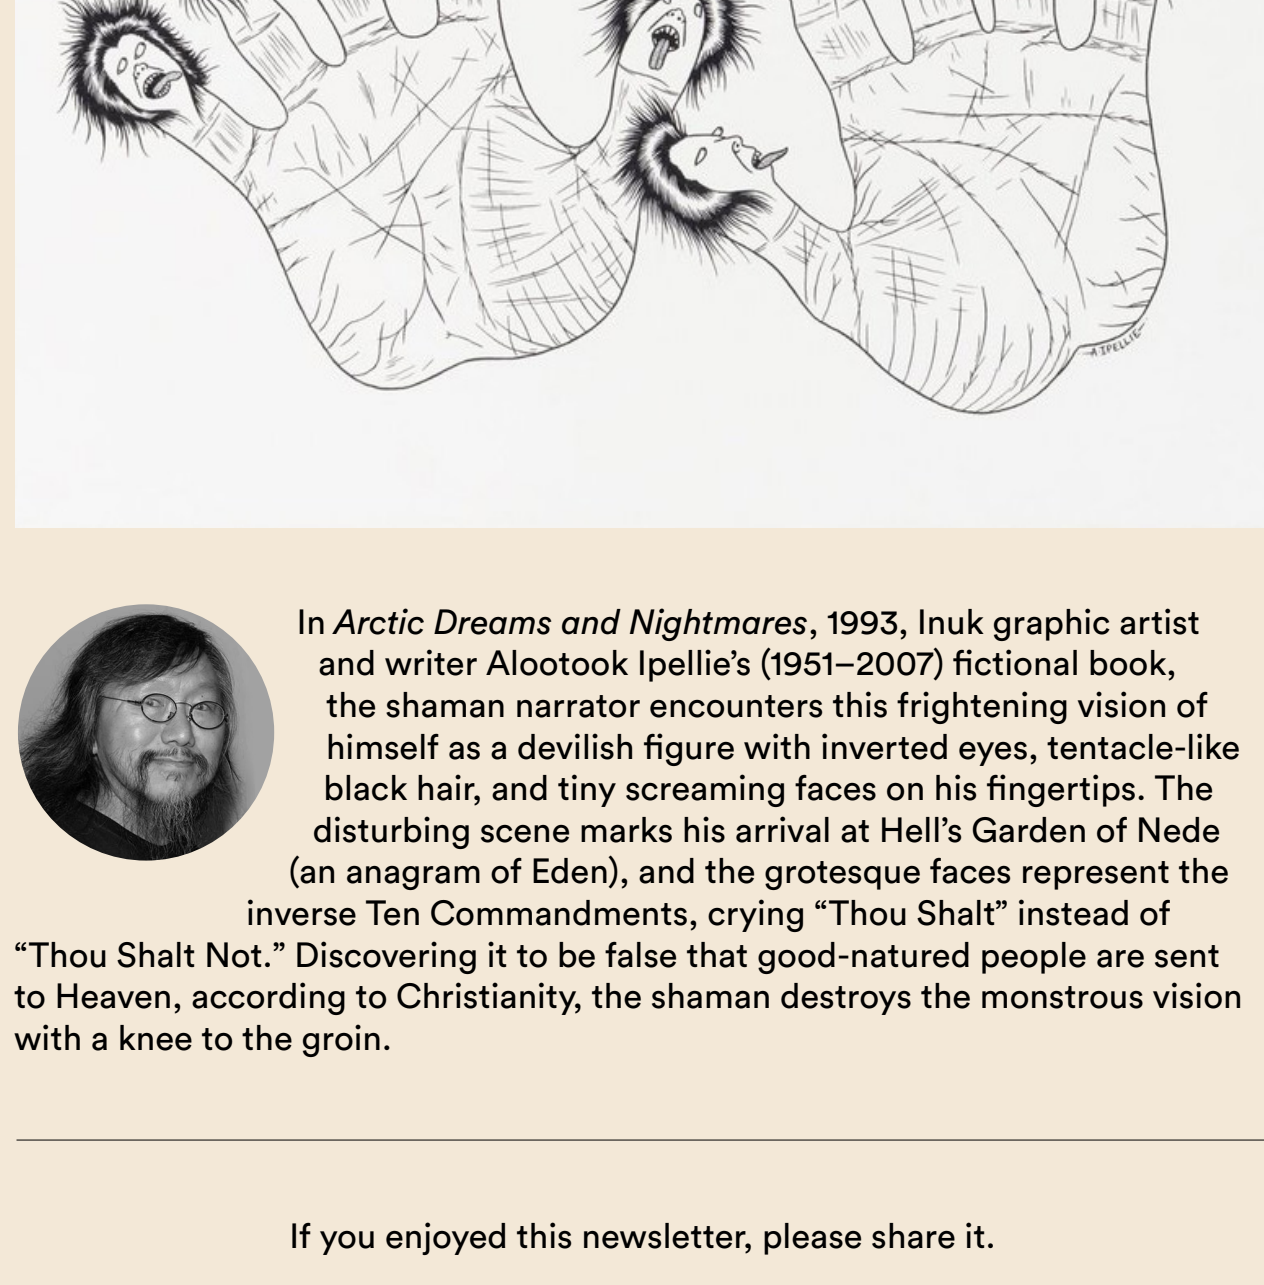 A IPELLIE
In Arctic Dreams and Nightmares, 1993, Inuk graphic artist
and writer Alootook Ipellie’s (1951–2007) fictional book,
the shaman narrator encounters this frightening vision of
himself as a devilish figure with inverted eyes, tentacle-like
black hair, and tiny screaming faces on his fingertips. The
disturbing scene marks his arrival at Hell’s Garden of Nede
(an anagram of Eden), and the grotesque faces represent the
inverse Ten Commandments, crying “Thou Shalt” instead of
“Thou Shalt Not.” Discovering it to be false that good-natured people are sent
to Heaven, according to Christianity, the shaman destroys the monstrous vision
with a knee to the groin.
If you enjoyed this newsletter, please share it.